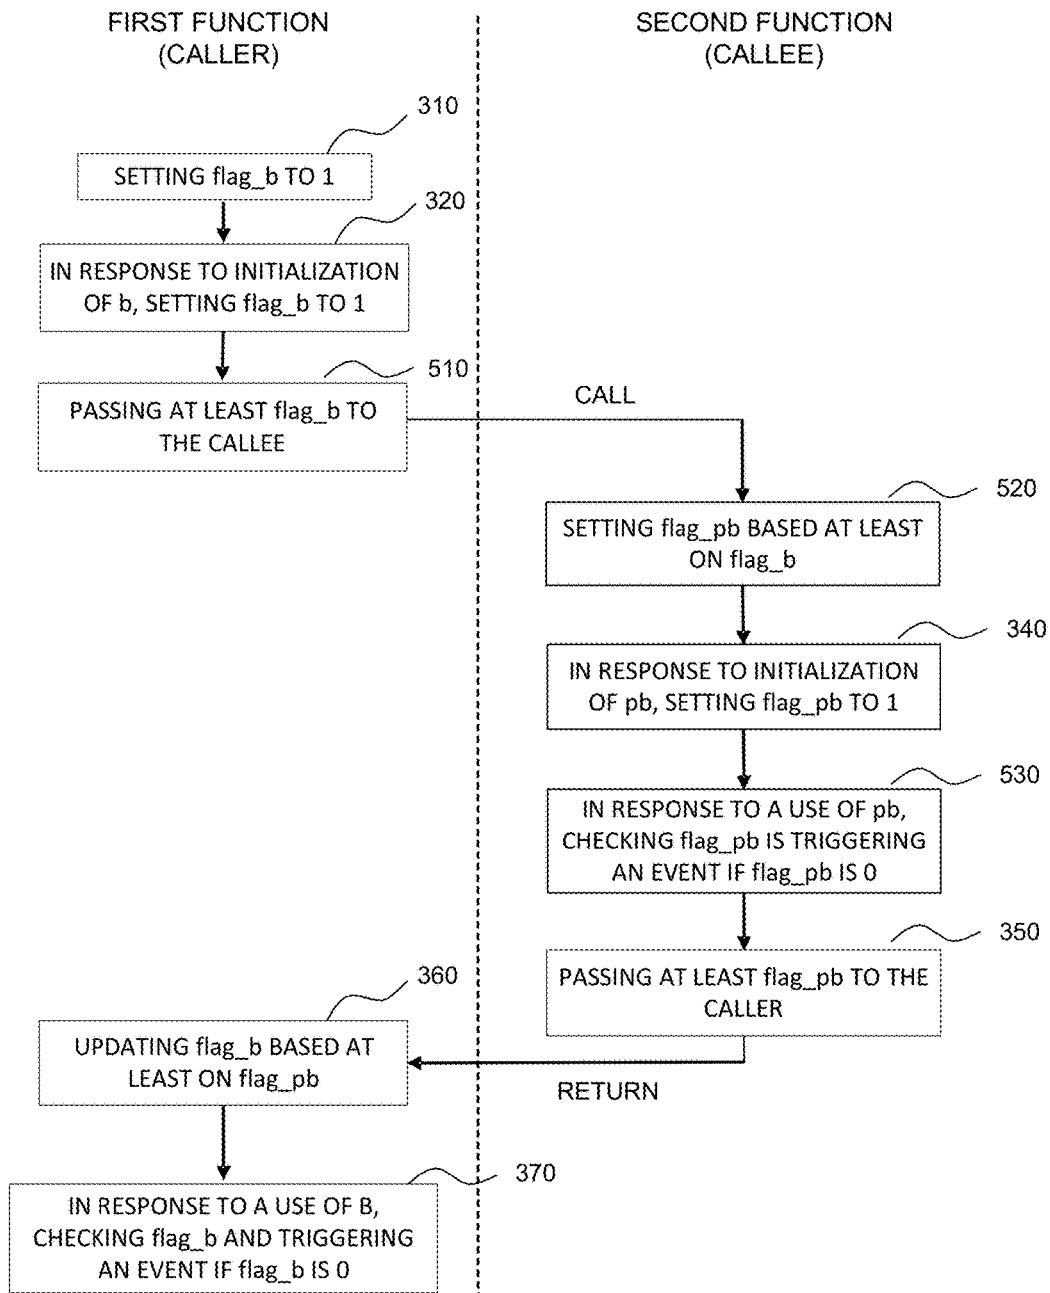 FIRST FUNCTION
(CALLER)
SECOND FUNCTION
(CALLEE)
310
SETTING flag_b TO 1
320
IN RESPONSE TO INITIALIZATION
OF b, SETTING flag_b TO 1
510
PASSING AT LEAST flag_b TO
THE CALLEE
CALL
520
SETTING flag_pb BASED AT LEAST
ON flag_b
340
IN RESPONSE TO INITIALIZATION
OF pb, SETTING flag_pb TO 1
530
IN RESPONSE TO A USE OF pb,
CHECKING flag_pb IS TRIGGERING
AN EVENT IF flag_pb IS 0
350
PASSING AT LEAST flag_pb TO THE
CALLER
RETURN
360
UPDATING flag_b BASED AT
LEAST ON flag_pb
370
IN RESPONSE TO A USE OF B,
CHECKING flag_b AND TRIGGERING
AN EVENT IF flag_b IS 0